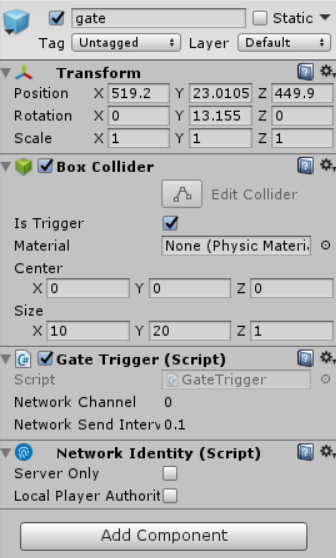 gate Static
Tag Untagged Layer Default
Transform
Position X 519.2 Y 23.0105 Z 449.9
Rotation X 0 Y 13.155 Z 0
Scale X 1 Y 1 Z 1
Box Collider
Edit Collider
Is Trigger
Material None (Physic Materi
Center
X 0 Y 0 Z 0
Size
X 10 Y 20 Z 1
Gate Trigger (Script)
Script GateTrigger
Network Channel 0
Network Send Interv 0.1
Network Identity (Script)
Server Only
Local Player Authorit
Add Component